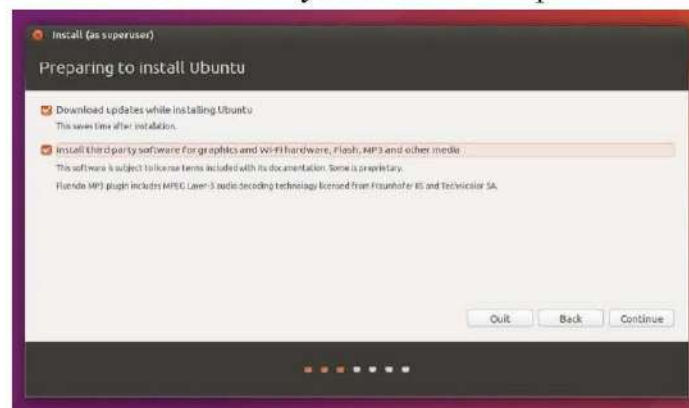 Install (as superuser)
Preparing to install Ubuntu
Download updates while installing Ubuntu
This saves time after installation.
Install third party software for graphics and Wi-Fi hardware, Flash, MP3 and other media
This software is subject to license terms included with its documentation. Some is proprietary.
Fluendo MP3 plugin includes MPEG Layer-3 audio decoding technology licensed from Fraunhofer IIS and Technicolor SA.
Quit Back Continue